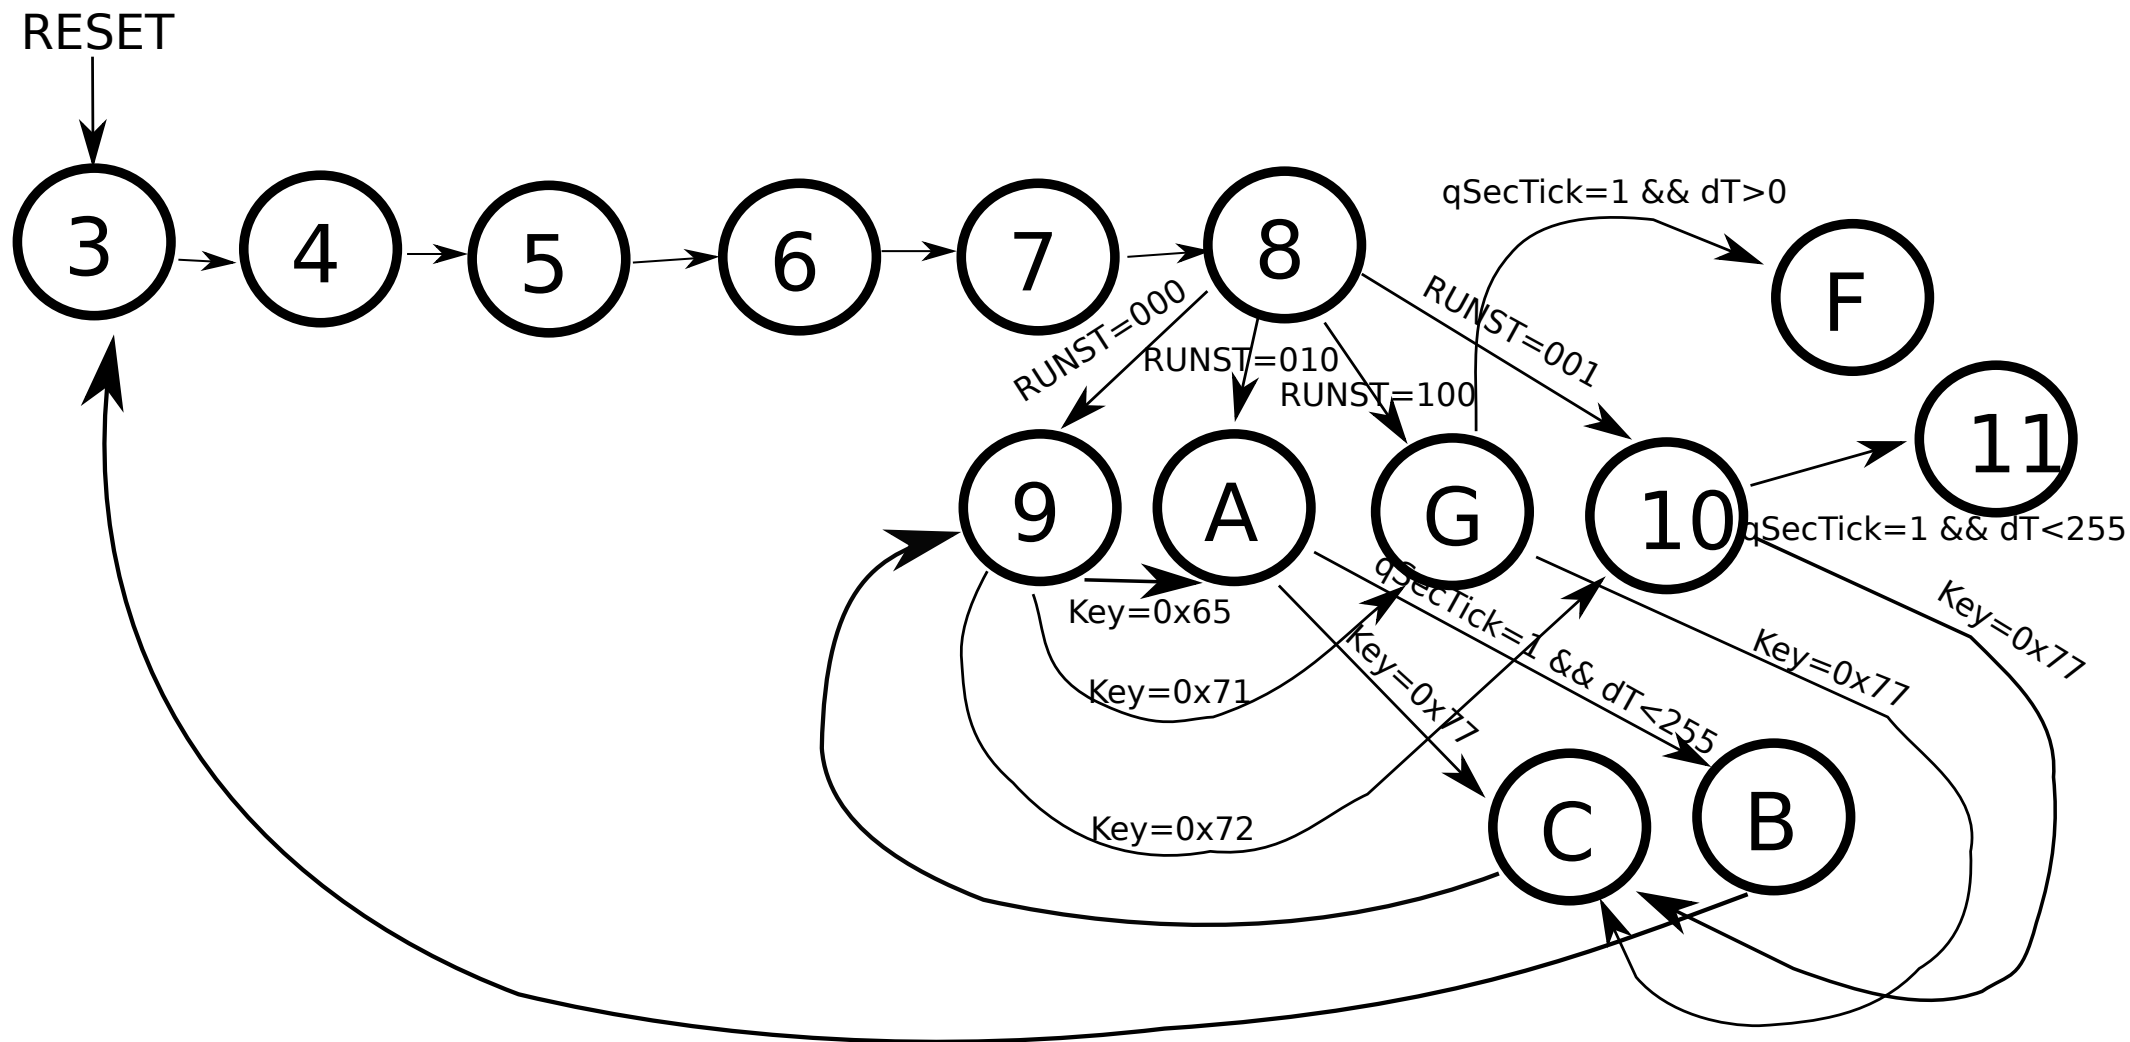 RESET
3
4
5
6
7
8
qSecTick=1 && dT>0
F
RUNST=000
RUNST=010
RUNST=100
RUNST=001
11
9
A
G
10
qSecTick=1 && dT<255
Key=0x65
qSecTick=1 && dT<255
Key=0x77
Key=0x77
Key=0x77
Key=0x71
Key=0x72
C
B